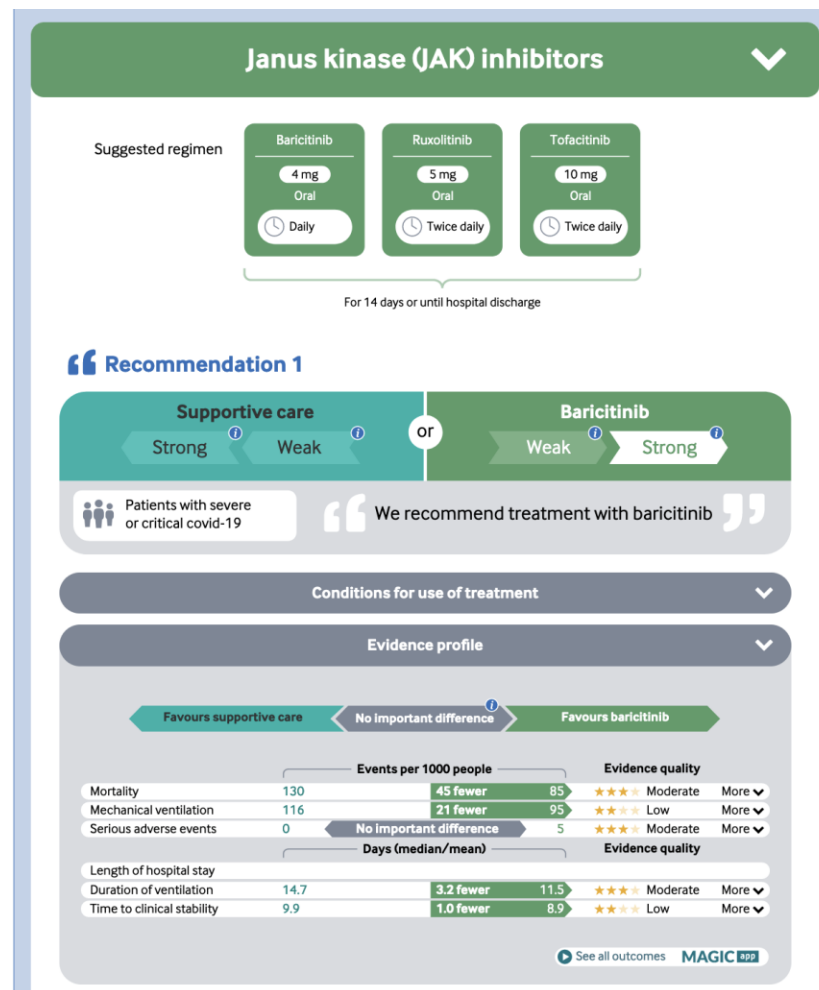 Janus kinase (JAK) inhibitors
Suggested regimen
Baricitinib
4 mg
Oral
Daily
Ruxolitinib
5 mg
Oral
Twice daily
Tofacitinib
10 mg
Oral
Twice daily
For 14 days or until hospital discharge
Recommendation 1
Supportive care
Strong
Weak
or
Baricitinib
Weak
Strong
Patients with severe
or critical covid-19
We recommend treatment with baricitinib
Conditions for use of treatment
Evidence profile
Favours supportive care No important difference Favours baricitinib
Events per 1000 people Evidence quality
Mortality 130 45 fewer 85 Moderate More
Mechanical ventilation 116 21 fewer 95 Low More
Serious adverse events 0 No important difference 5 Moderate More
Days (median/mean) Evidence quality
Length of hospital stay
Duration of ventilation 14.7 3.2 fewer 11.5 Moderate More
Time to clinical stability 9.9 1.0 fewer 8.9 Low More
See all outcomes MAGIC app